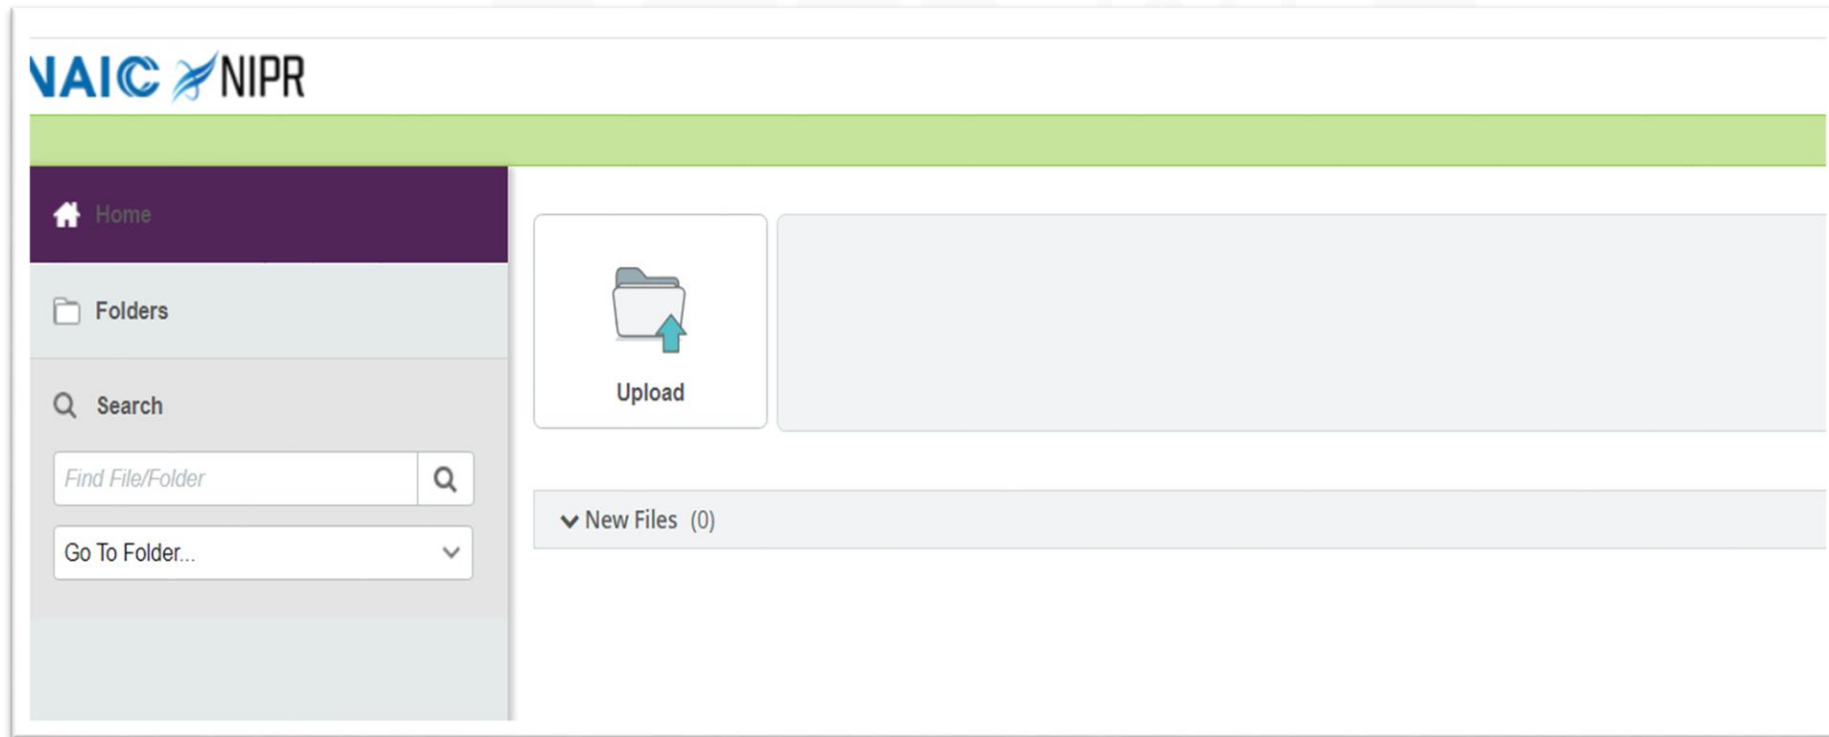 NAIC NIPR
Home
Folders
Search
Find File/Folder
Go To Folder...
Upload
New Files (0)